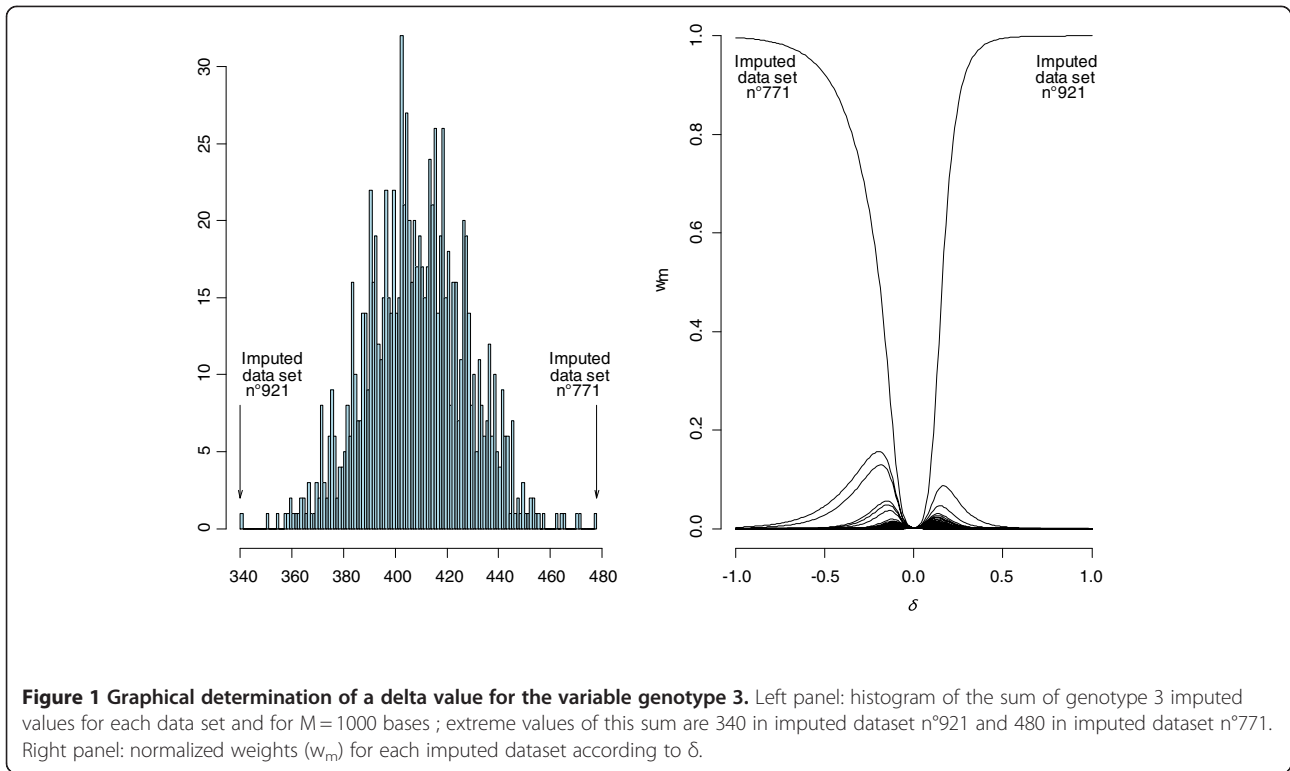 30
25
20
15
10
5
0
Imputed
data set
n°921
Imputed
data set
n°771
340 360 380 400 420 440 460 480
1.0
0.8
0.6
0.4
0.2
0.0
wm
Imputed
data set
n°771
Imputed
data set
n°921
-1.0 -0.5 0.0 0.5 1.0
δ
Figure 1 Graphical determination of a delta value for the variable genotype 3. Left panel: histogram of the sum of genotype 3 imputed
values for each data set and for M = 1000 bases ; extreme values of this sum are 340 in imputed dataset n°921 and 480 in imputed dataset n°771.
Right panel: normalized weights (wm) for each imputed dataset according to δ.